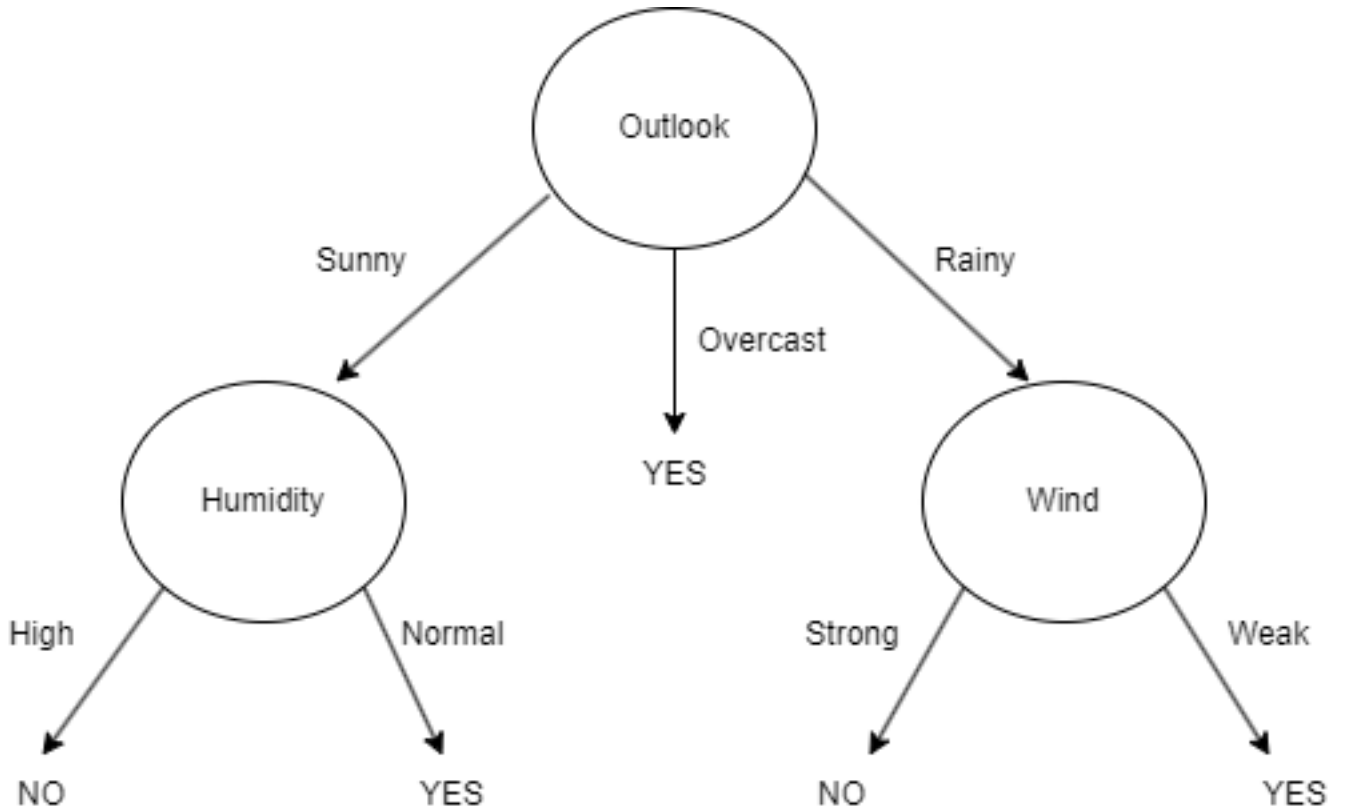 Outlook
Sunny
Rainy
Overcast
YES
Humidity
Wind
High
Normal
Strong
Weak
NO
YES
NO
YES